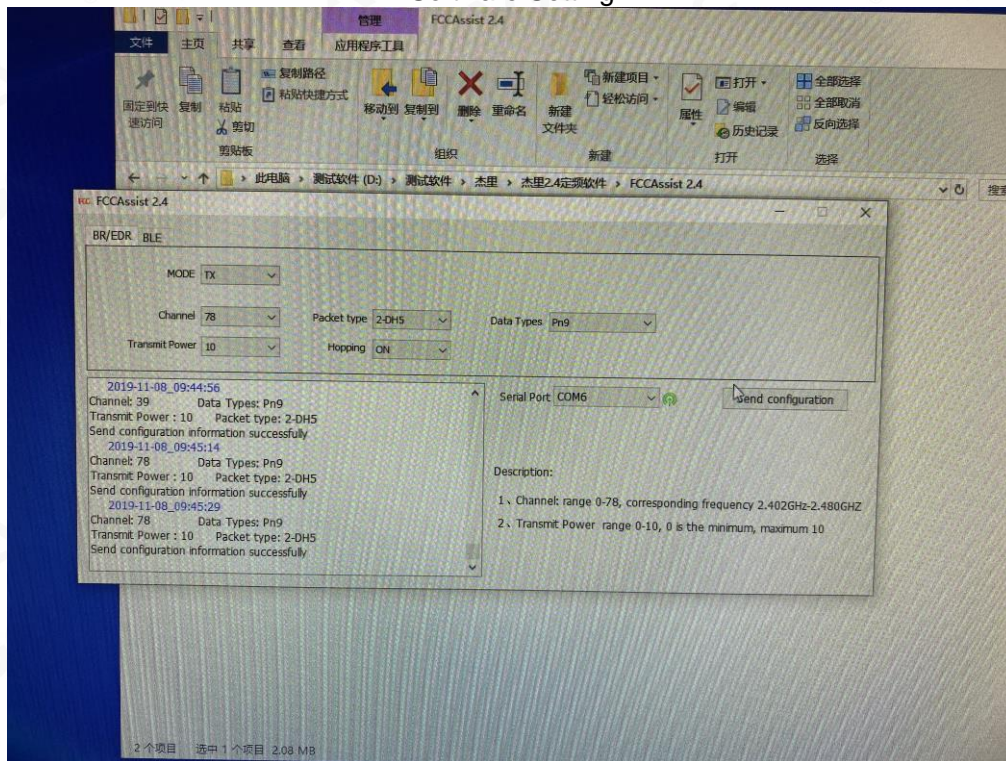 管理
FCCAssist 2.4
文件
主页
共享
查看
应用程序工具
固定到快
速访问
复制
粘贴
复制路径
粘贴快捷方式
剪切
剪贴板
移动到
复制到
删除
重命名
组织
新建
文件夹
新建项目
轻松访问
新建
属性
打开
编辑
历史记录
打开
全部选择
全部取消
反向选择
选择
此电脑 > 测试软件 (D:) > 测试软件 > 杰里 > 杰里2.4定频软件 > FCCAssist 2.4
FCCAssist 2.4
BR/EDR BLE
MODE TX
Channel 78 Packet type 2-DH5 Data Types Pn9
Transmit Power 10 Hopping ON
Serial Port COM6 Send configuration
2019-11-08_09:44:56
Channel: 39 Data Types: Pn9
Transmit Power : 10 Packet type: 2-DH5
Send configuration information successfully
2019-11-08_09:45:14
Channel: 78 Data Types: Pn9
Transmit Power : 10 Packet type: 2-DH5
Send configuration information successfully
2019-11-08_09:45:29
Channel: 78 Data Types: Pn9
Transmit Power : 10 Packet type: 2-DH5
Send configuration information successfully
Description:
1、Channel: range 0-78, corresponding frequency 2.402GHz-2.480GHZ
2、Transmit Power range 0-10, 0 is the minimum, maximum 10
2 个项目 选中 1 个项目 2.08 MB